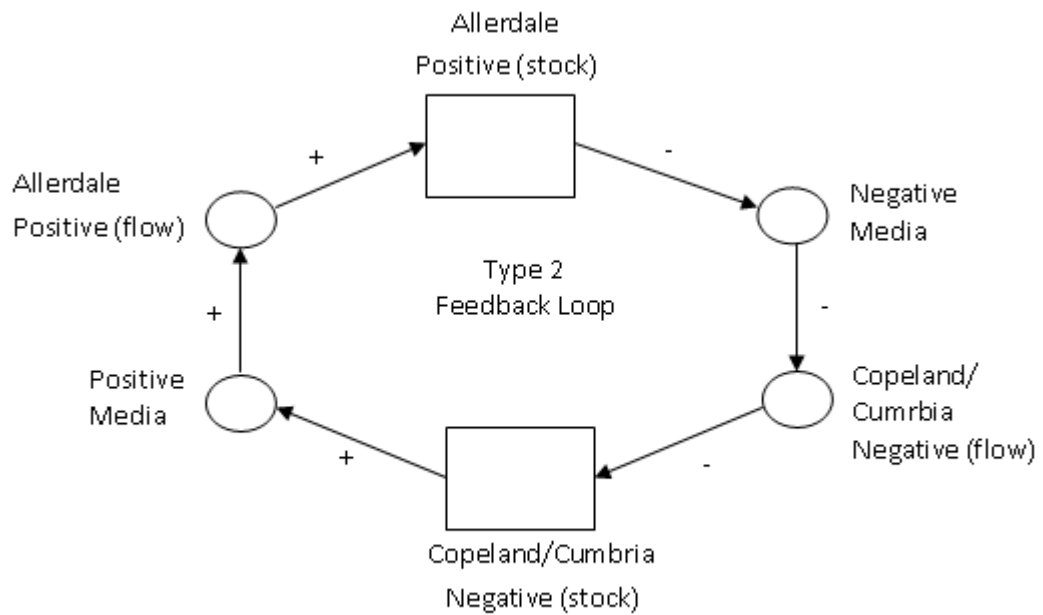 Allerdale
Positive (stock)
+
-
Allerdale
Positive (flow)
Negative
Media
Type 2
Feedback Loop
+
-
Positive
Media
Copeland/
Cumrbia
Negative (flow)
+
-
Copeland/Cumbria
Negative (stock)